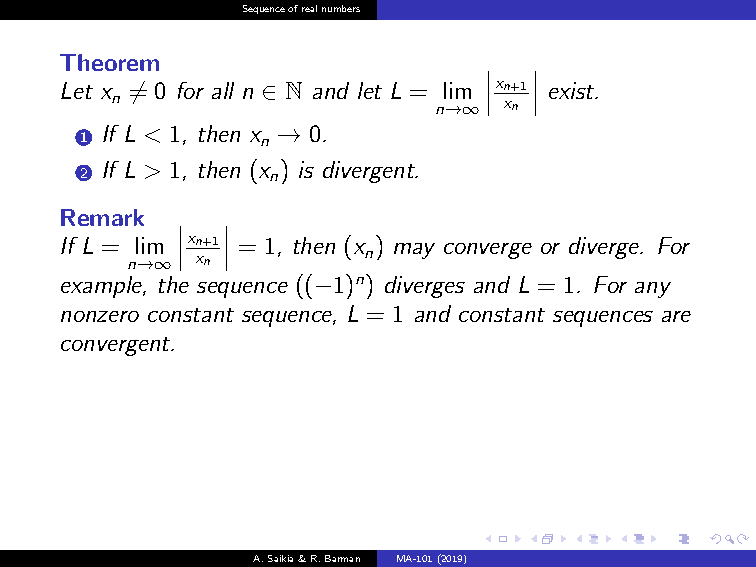 Sequence of real numbers
Theorem
Let xₙ ≠ 0 for all n ∈ ℕ and let L = lim_{n→∞} |xₙ₊₁/xₙ| exist.
1 If L < 1, then xₙ → 0.
2 If L > 1, then (xₙ) is divergent.
Remark
If L = lim_{n→∞} |xₙ₊₁/xₙ| = 1, then (xₙ) may converge or diverge. For
example, the sequence ((−1)ⁿ) diverges and L = 1. For any
nonzero constant sequence, L = 1 and constant sequences are
convergent.
A. Saikia & R. Barman MA-101 (2019)